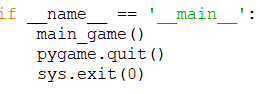 if __name__ == '__main__':
    main_game()
    pygame.quit()
    sys.exit(0)